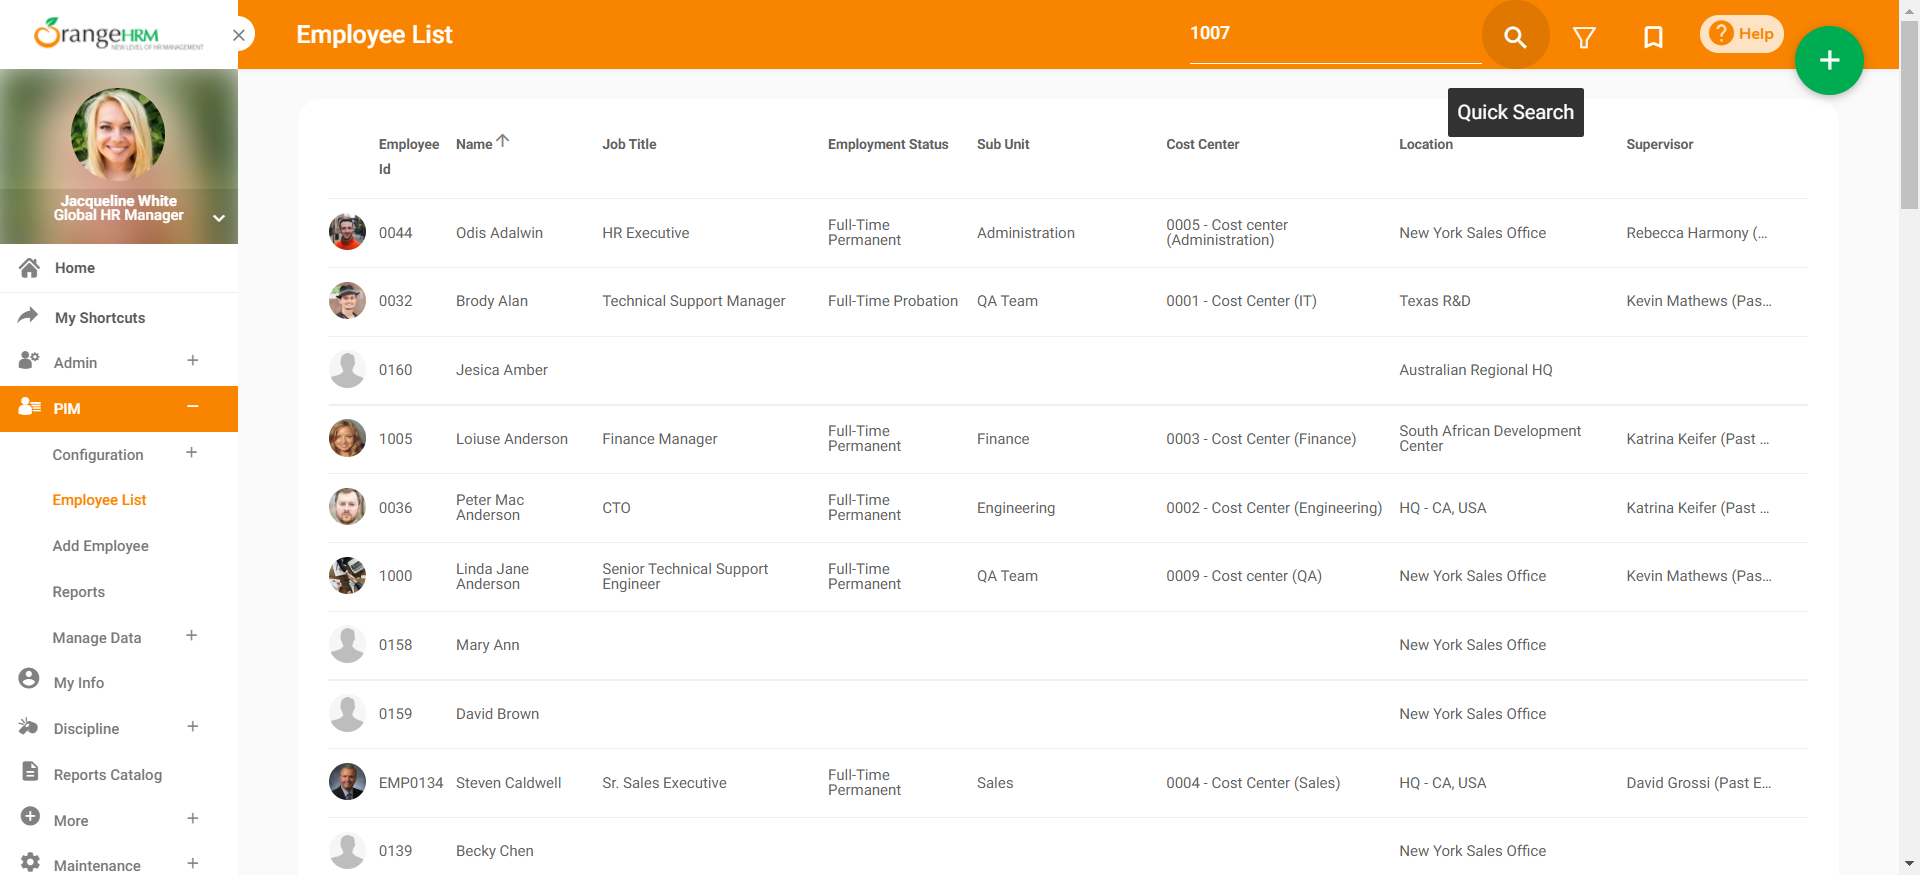 OrangeHRM
NEW LEVEL OF HR MANAGEMENT
Employee List
1007
Help
Quick Search
Jacqueline White
Global HR Manager
Home
My Shortcuts
Admin
PIM
Configuration
Employee List
Add Employee
Reports
Manage Data
My Info
Discipline
Reports Catalog
More
Maintenance
Employee Id Name Job Title Employment Status Sub Unit Cost Center Location Supervisor
0044 Odis Adalwin HR Executive Full-Time Permanent Administration 0005 - Cost center (Administration) New York Sales Office Rebecca Harmony (...
0032 Brody Alan Technical Support Manager Full-Time Probation QA Team 0001 - Cost Center (IT) Texas R&D Kevin Mathews (Pas...
0160 Jesica Amber Australian Regional HQ
1005 Loiuse Anderson Finance Manager Full-Time Permanent Finance 0003 - Cost Center (Finance) South African Development Center Katrina Keifer (Past ...
0036 Peter Mac Anderson CTO Full-Time Permanent Engineering 0002 - Cost Center (Engineering) HQ - CA, USA Katrina Keifer (Past ...
1000 Linda Jane Anderson Senior Technical Support Engineer Full-Time Permanent QA Team 0009 - Cost center (QA) New York Sales Office Kevin Mathews (Pas...
0158 Mary Ann New York Sales Office
0159 David Brown New York Sales Office
EMP0134 Steven Caldwell Sr. Sales Executive Full-Time Permanent Sales 0004 - Cost Center (Sales) HQ - CA, USA David Grossi (Past E...
0139 Becky Chen New York Sales Office